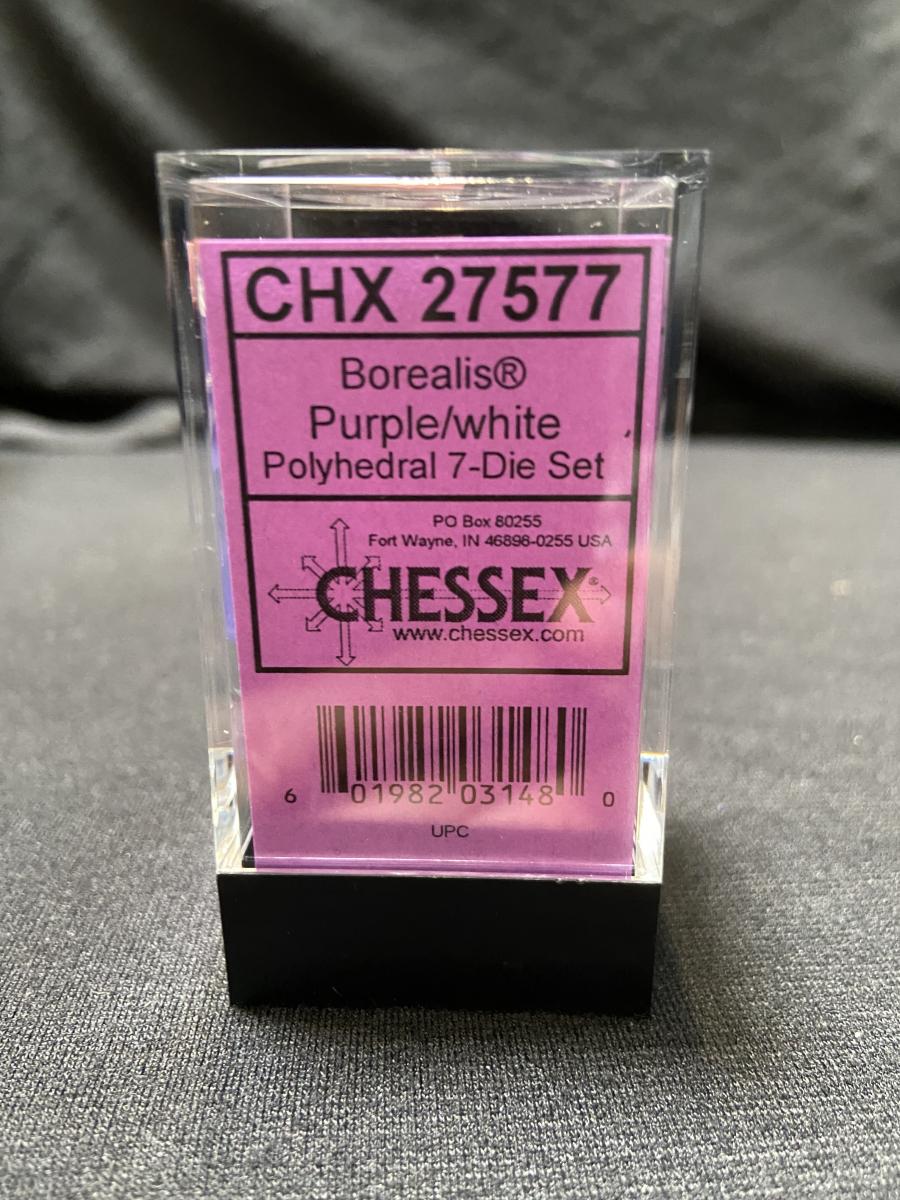 CHX 27577
Borealis®
Purple/white
Polyhedral 7-Die Set
PO Box 80255
Fort Wayne, IN 46898-0255 USA
CHESSEX®
www.chessex.com
6 01982 03148 0
UPC